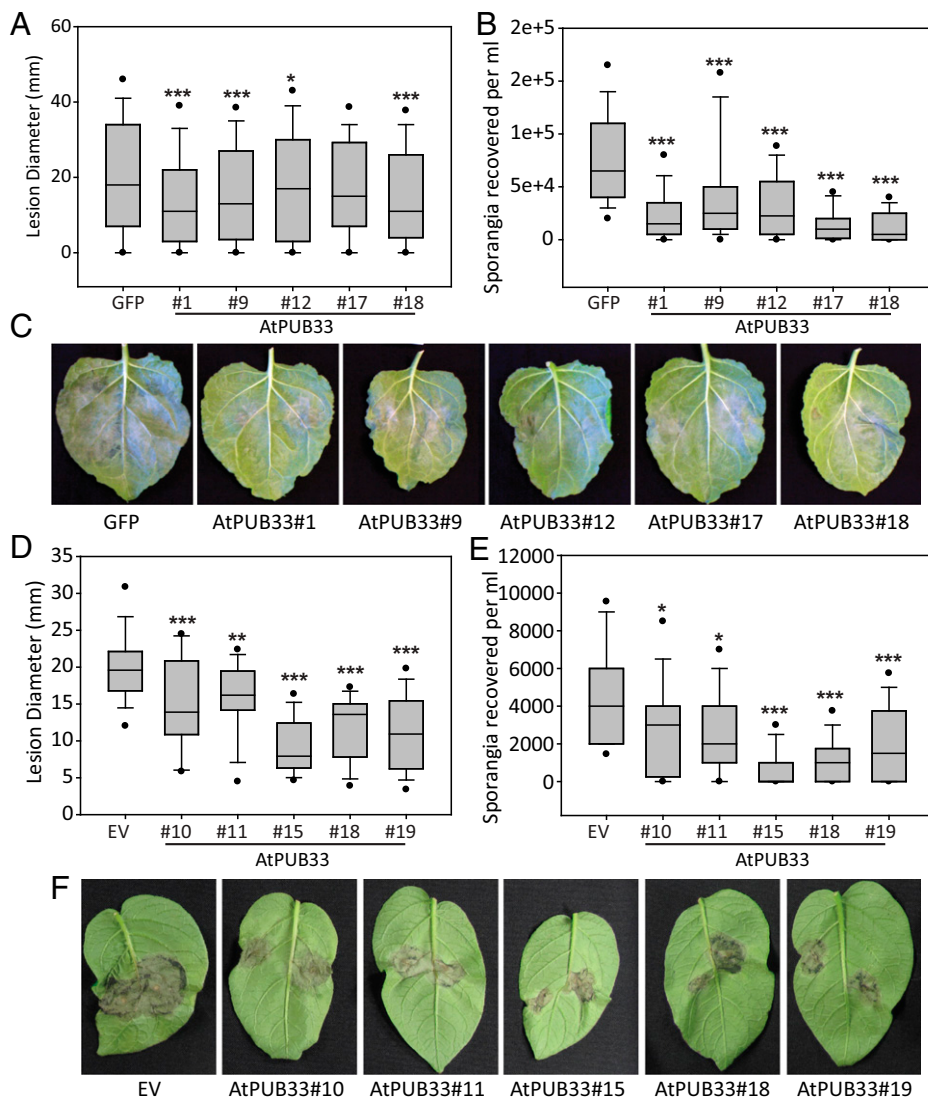 A
Lesion Diameter (mm)
60
40
20
0
***
***
*
***
GFP
#1
#9
#12
#17
#18
AtPUB33
B
Sporangia recovered per ml
2e+5
2e+5
1e+5
5e+4
0
***
***
***
***
***
GFP
#1
#9
#12
#17
#18
AtPUB33
C
GFP
AtPUB33#1
AtPUB33#9
AtPUB33#12
AtPUB33#17
AtPUB33#18
D
Lesion Diameter (mm)
35
30
25
20
15
10
5
0
***
**
***
***
***
EV
#10
#11
#15
#18
#19
AtPUB33
E
Sporangia recovered per ml
12000
10000
8000
6000
4000
2000
0
*
*
***
***
***
EV
#10
#11
#15
#18
#19
AtPUB33
F
EV
AtPUB33#10
AtPUB33#11
AtPUB33#15
AtPUB33#18
AtPUB33#19